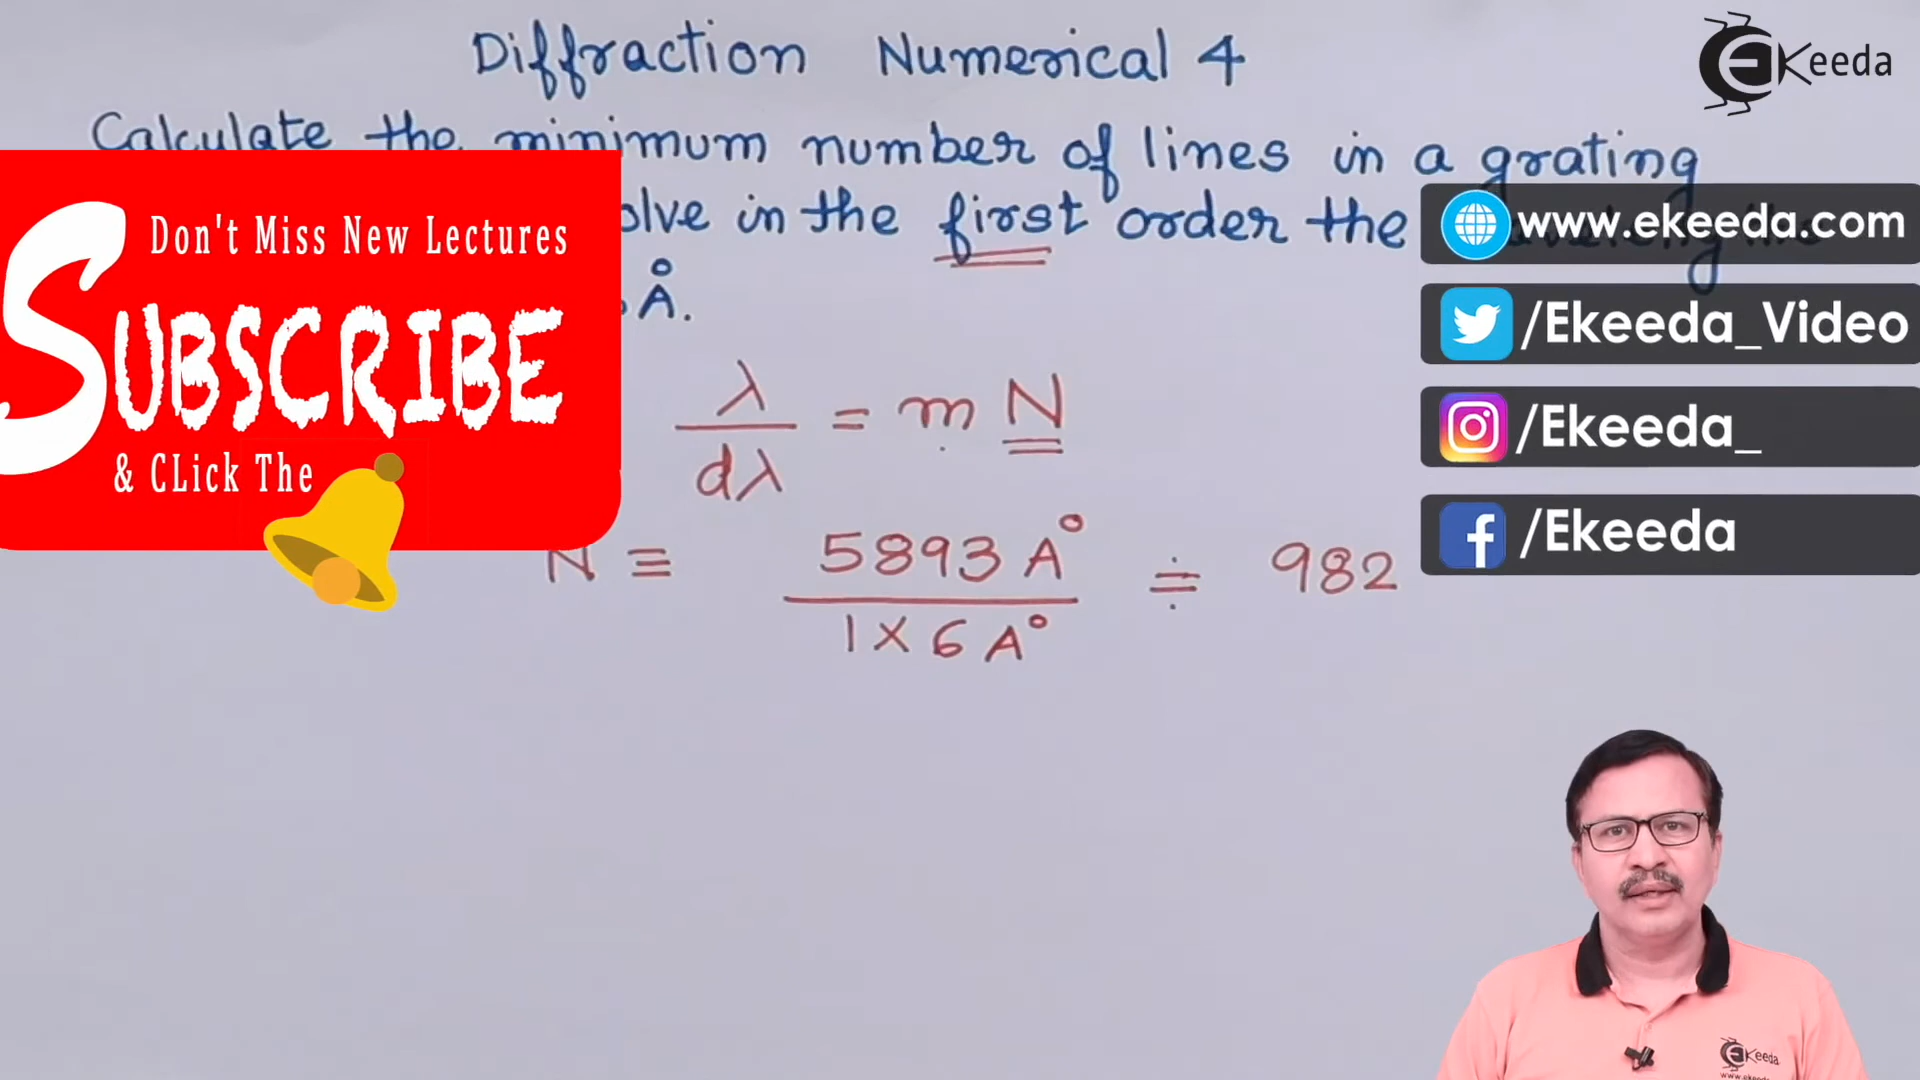 Diffraction Numerical 4
EKeeda
Calculate the minimum number of lines in a grating
olve in the first order the
Å.
Don't Miss New Lectures
SUBSCRIBE
& CLick The
www.ekeeda.com
/Ekeeda_Video
/Ekeeda_
/Ekeeda
λ
dλ
= m N
N = 5893 A° ≑ 982
1 X 6 A°
EKeeda